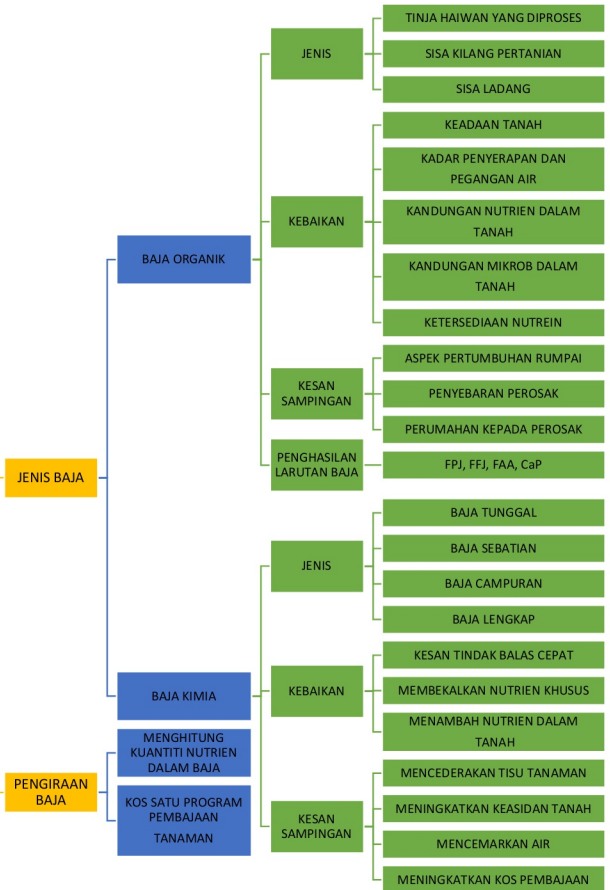 JENIS BAJA
BAJA ORGANIK
JENIS
TINJA HAIWAN YANG DIPROSES
SISA KILANG PERTANIAN
SISA LADANG
KEBAIKAN
KEADAAN TANAH
KADAR PENYERAPAN DAN
PEGANGAN AIR
KANDUNGAN NUTRIEN DALAM
TANAH
KANDUNGAN MIKROB DALAM
TANAH
KETERSEDIAAN NUTREIN
KESAN
SAMPINGAN
ASPEK PERTUMBUHAN RUMPAI
PENYEBARAN PEROSAK
PERUMAHAN KEPADA PEROSAK
PENGHASILAN
LARUTAN BAJA
FPJ, FFJ, FAA, CaP
BAJA KIMIA
JENIS
BAJA TUNGGAL
BAJA SEBATIAN
BAJA CAMPURAN
BAJA LENGKAP
KEBAIKAN
KESAN TINDAK BALAS CEPAT
MEMBEKALKAN NUTRIEN KHUSUS
MENAMBAH NUTRIEN DALAM
TANAH
KESAN
SAMPINGAN
MENCEDERAKAN TISU TANAMAN
MENINGKATKAN KEASIDAN TANAH
MENCEMARKAN AIR
MENINGKATKAN KOS PEMBAJAAN
PENGIRAAN
BAJA
MENGHITUNG
KUANTITI NUTRIEN
DALAM BAJA
KOS SATU PROGRAM
PEMBAJAAN
TANAMAN